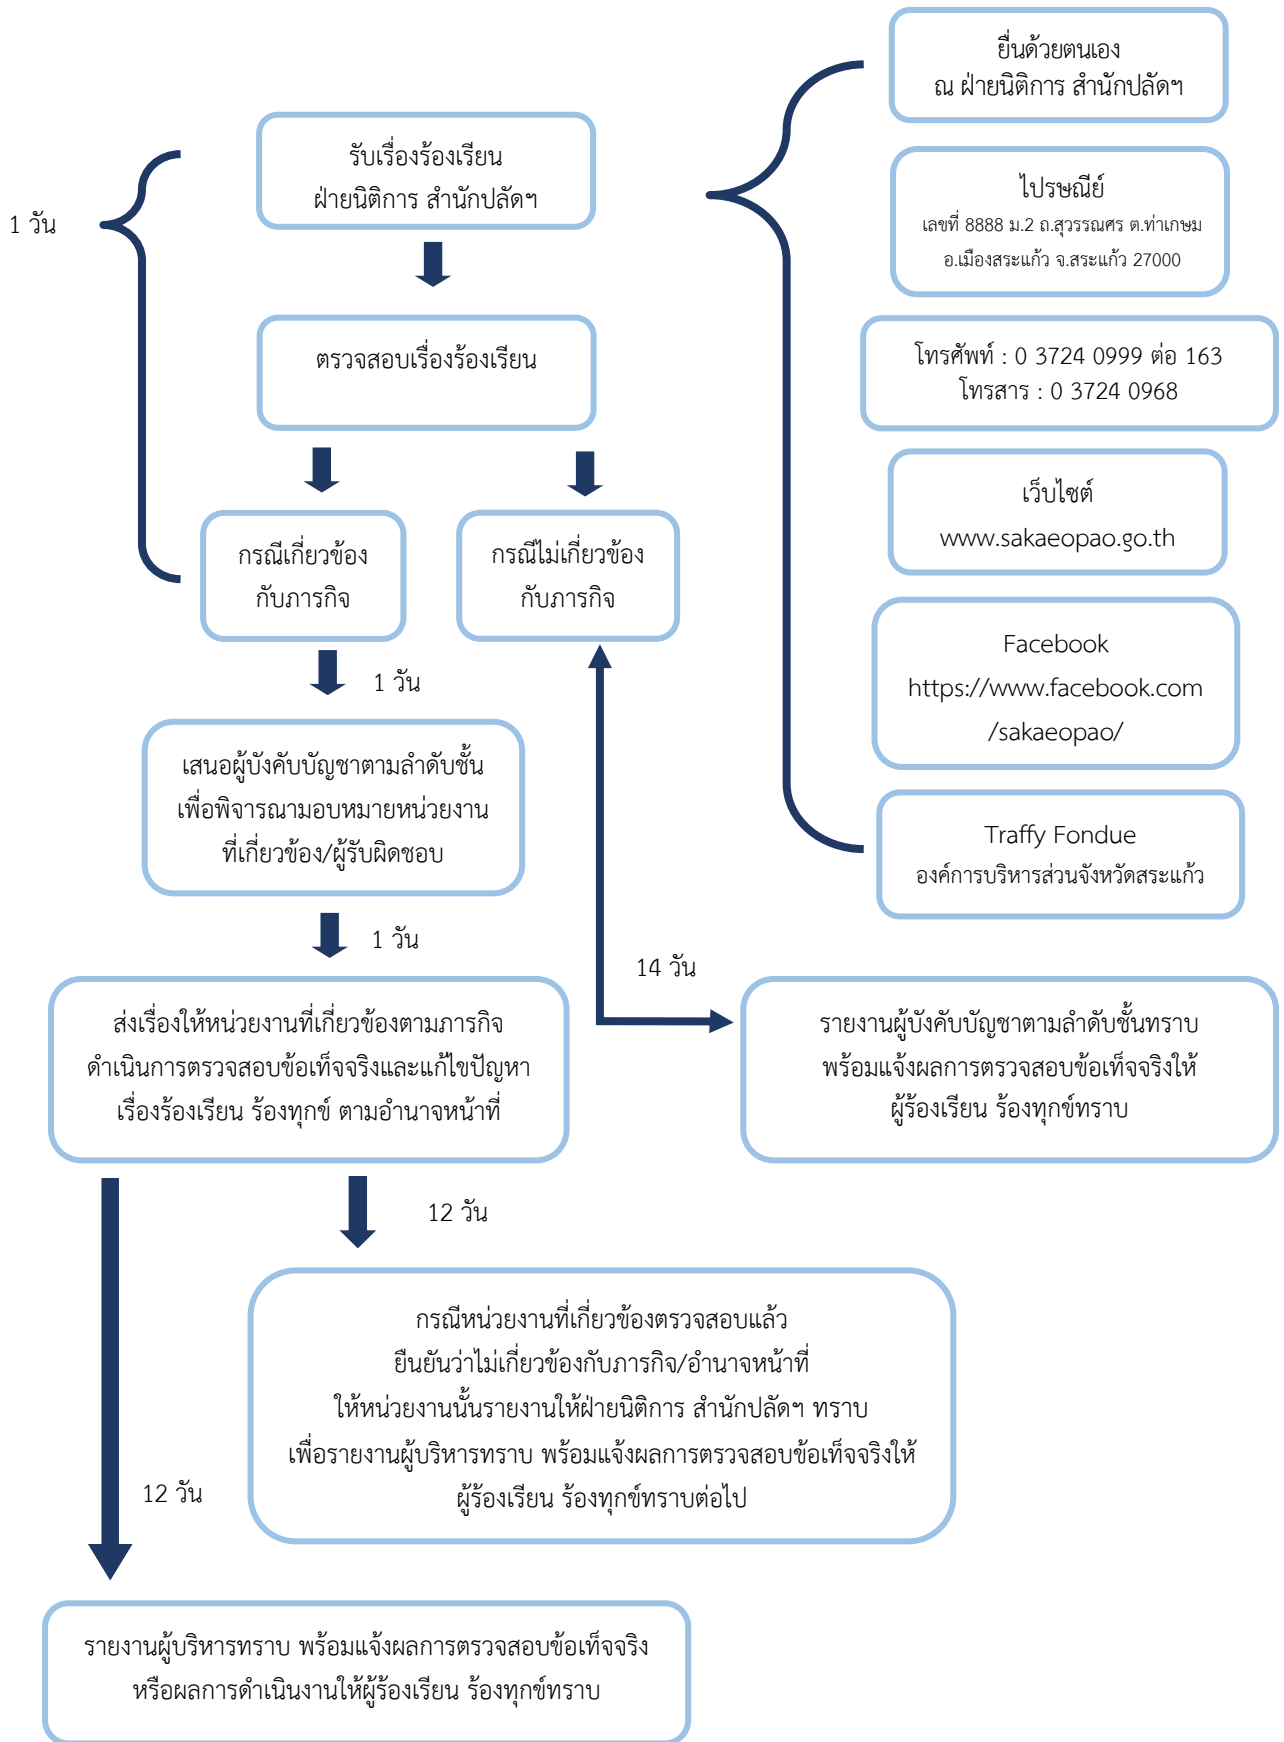 รับเรื่องร้องเรียน
ฝ่ายนิติการ สำนักปลัดฯ
1 วัน
ตรวจสอบเรื่องร้องเรียน
กรณีเกี่ยวข้อง
กับภารกิจ
กรณีไม่เกี่ยวข้อง
กับภารกิจ
1 วัน
เสนอผู้บังคับบัญชาตามลำดับชั้น
เพื่อพิจารณามอบหมายหน่วยงาน
ที่เกี่ยวข้อง/ผู้รับผิดชอบ
1 วัน
ส่งเรื่องให้หน่วยงานที่เกี่ยวข้องตามภารกิจ
ดำเนินการตรวจสอบข้อเท็จจริงและแก้ไขปัญหา
เรื่องร้องเรียน ร้องทุกข์ ตามอำนาจหน้าที่
ยื่นด้วยตนเอง
ณ ฝ่ายนิติการ สำนักปลัดฯ
ไปรษณีย์
เลขที่ 8888 ม.2 ถ.สุวรรณศร ต.ท่าเกษม
อ.เมืองสระแก้ว จ.สระแก้ว 27000
โทรศัพท์ : 0 3724 0999 ต่อ 163
โทรสาร : 0 3724 0968
เว็บไซต์
www.sakaeopao.go.th
Facebook
https://www.facebook.com
/sakaeopao/
Traffy Fondue
องค์การบริหารส่วนจังหวัดสระแก้ว
14 วัน
รายงานผู้บังคับบัญชาตามลำดับชั้นทราบ
พร้อมแจ้งผลการตรวจสอบข้อเท็จจริงให้
ผู้ร้องเรียน ร้องทุกข์ทราบ
12 วัน
กรณีหน่วยงานที่เกี่ยวข้องตรวจสอบแล้ว
ยืนยันว่าไม่เกี่ยวข้องกับภารกิจ/อำนาจหน้าที่
ให้หน่วยงานนั้นรายงานให้ฝ่ายนิติการ สำนักปลัดฯ ทราบ
เพื่อรายงานผู้บริหารทราบ พร้อมแจ้งผลการตรวจสอบข้อเท็จจริงให้
ผู้ร้องเรียน ร้องทุกข์ทราบต่อไป
12 วัน
รายงานผู้บริหารทราบ พร้อมแจ้งผลการตรวจสอบข้อเท็จจริง
หรือผลการดำเนินงานให้ผู้ร้องเรียน ร้องทุกข์ทราบ